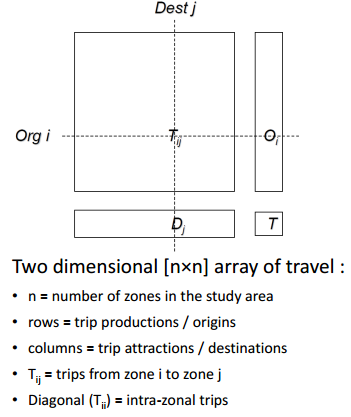 Dest j
Org i
Tij
Oi
Dj
T
Two dimensional [n×n] array of travel :
• n = number of zones in the study area
• rows = trip productions / origins
• columns = trip attractions / destinations
• Tij = trips from zone i to zone j
• Diagonal (Tii) = intra-zonal trips